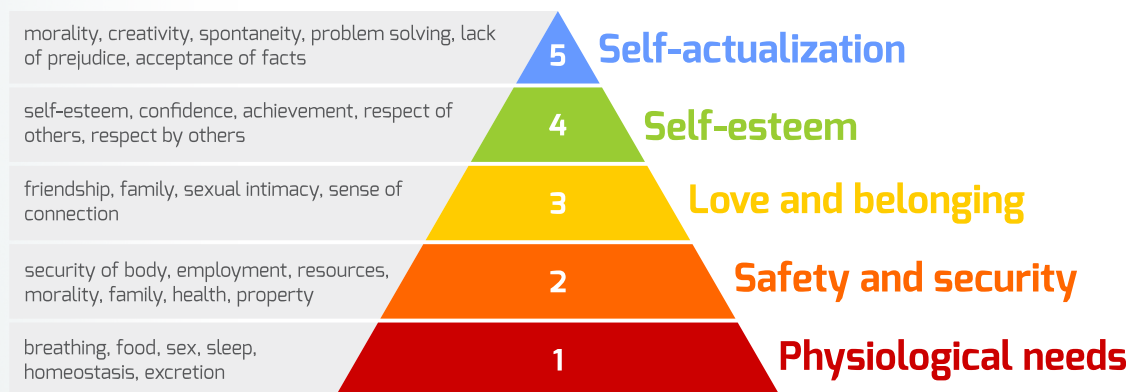 morality, creativity, spontaneity, problem solving, lack
of prejudice, acceptance of facts
5
Self-actualization
self-esteem, confidence, achievement, respect of
others, respect by others
4
Self-esteem
friendship, family, sexual intimacy, sense of
connection
3
Love and belonging
security of body, employment, resources,
morality, family, health, property
2
Safety and security
breathing, food, sex, sleep,
homeostasis, excretion
1
Physiological needs